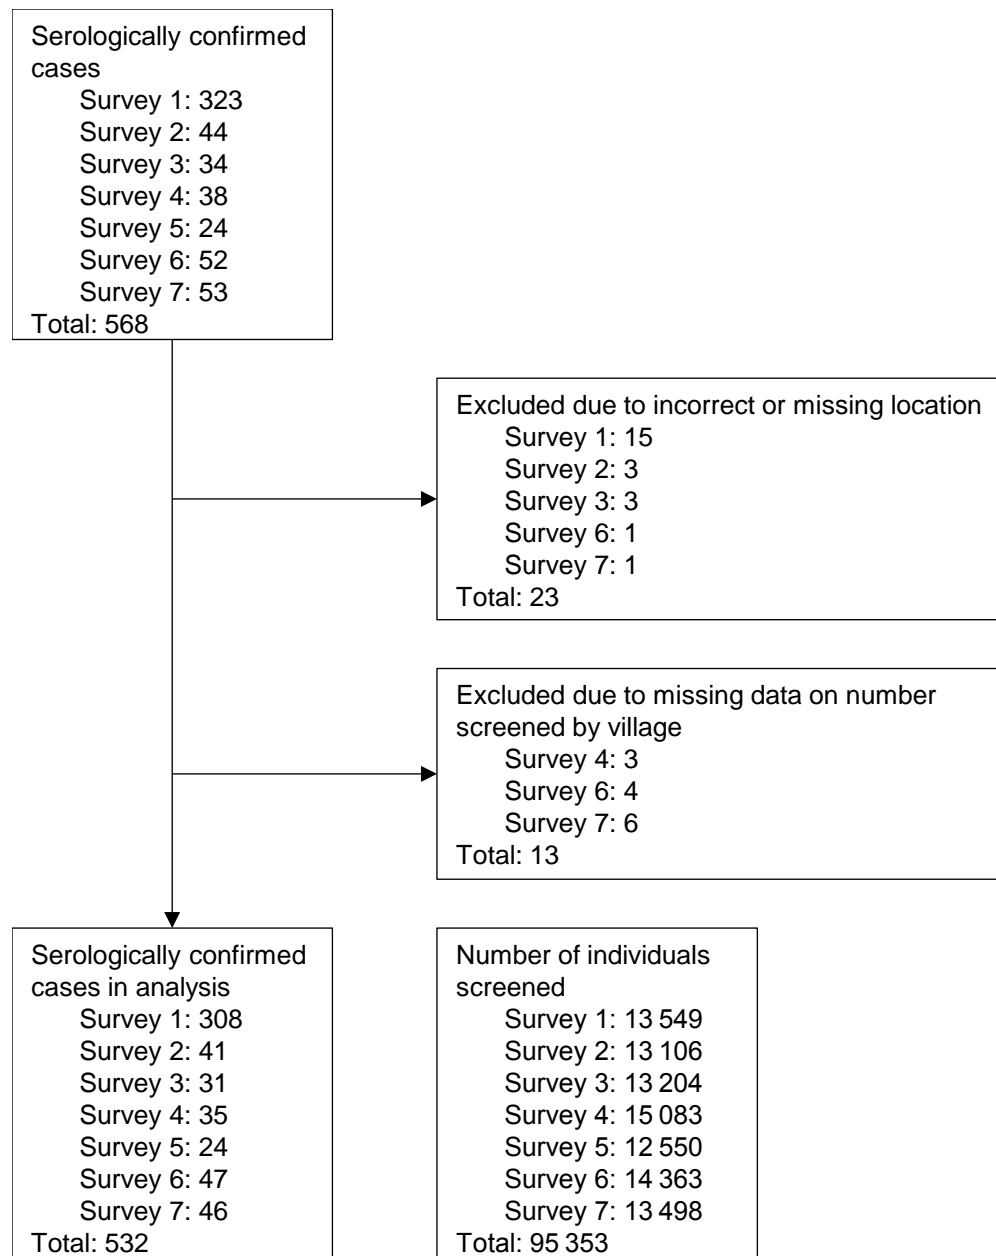 Serologically confirmed
cases
Survey 1: 323
Survey 2: 44
Survey 3: 34
Survey 4: 38
Survey 5: 24
Survey 6: 52
Survey 7: 53
Total: 568
Excluded due to incorrect or missing location
Survey 1: 15
Survey 2: 3
Survey 3: 3
Survey 6: 1
Survey 7: 1
Total: 23
Excluded due to missing data on number
screened by village
Survey 4: 3
Survey 6: 4
Survey 7: 6
Total: 13
Serologically confirmed
cases in analysis
Survey 1: 308
Survey 2: 41
Survey 3: 31
Survey 4: 35
Survey 5: 24
Survey 6: 47
Survey 7: 46
Total: 532
Number of individuals
screened
Survey 1: 13 549
Survey 2: 13 106
Survey 3: 13 204
Survey 4: 15 083
Survey 5: 12 550
Survey 6: 14 363
Survey 7: 13 498
Total: 95 353